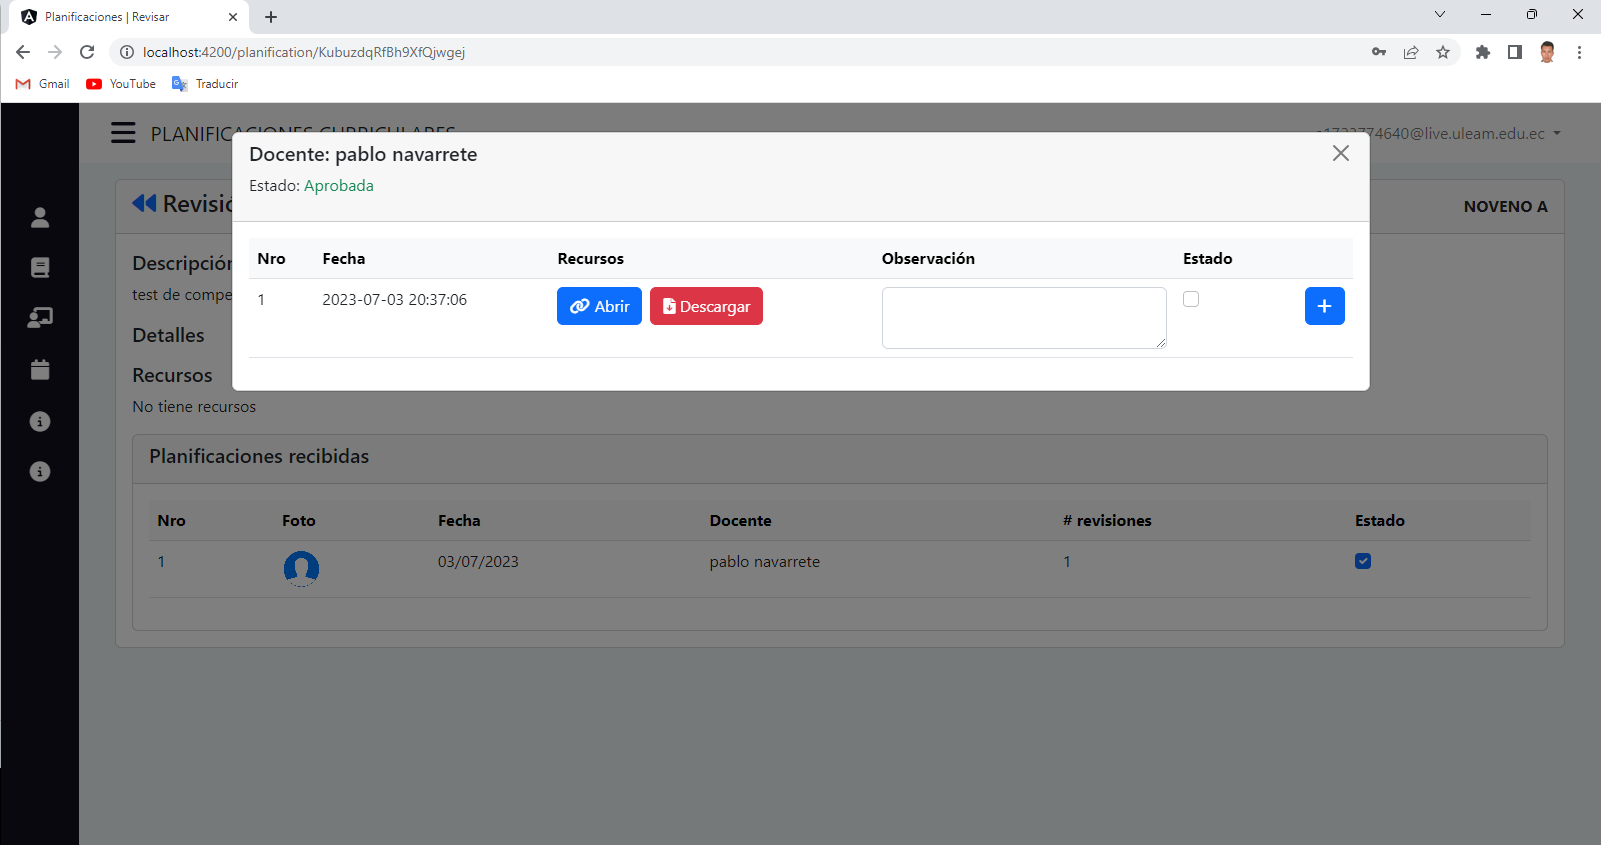 Planificaciones | Revisar
localhost:4200/planification/KubuzdqRfBh9XfQjwgej
Gmail YouTube Traducir
PLANIFICACIONES CURRICULARES
@live.uleam.edu.ec
Docente: pablo navarrete
Estado: Aprobada
NOVENO A
Nro Fecha Recursos Observación Estado
1 2023-07-03 20:37:06 Abrir Descargar +
Descripción
test de compe
Detalles
Recursos
No tiene recursos
Planificaciones recibidas
Nro Foto Fecha Docente # revisiones Estado
1 03/07/2023 pablo navarrete 1